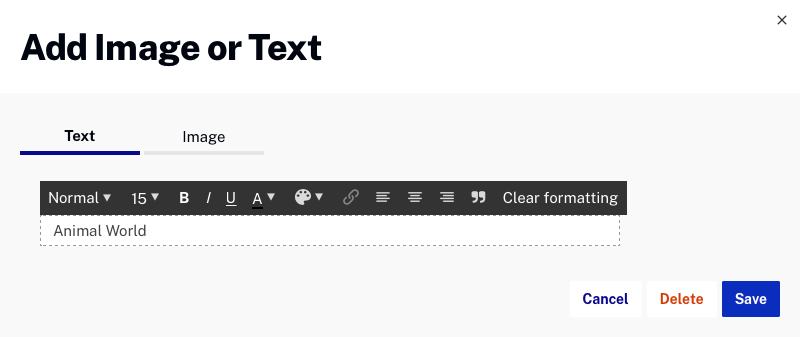 Add Image or Text
Text Image
Normal 15 B I U A Clear formatting
Animal World
Cancel Delete Save